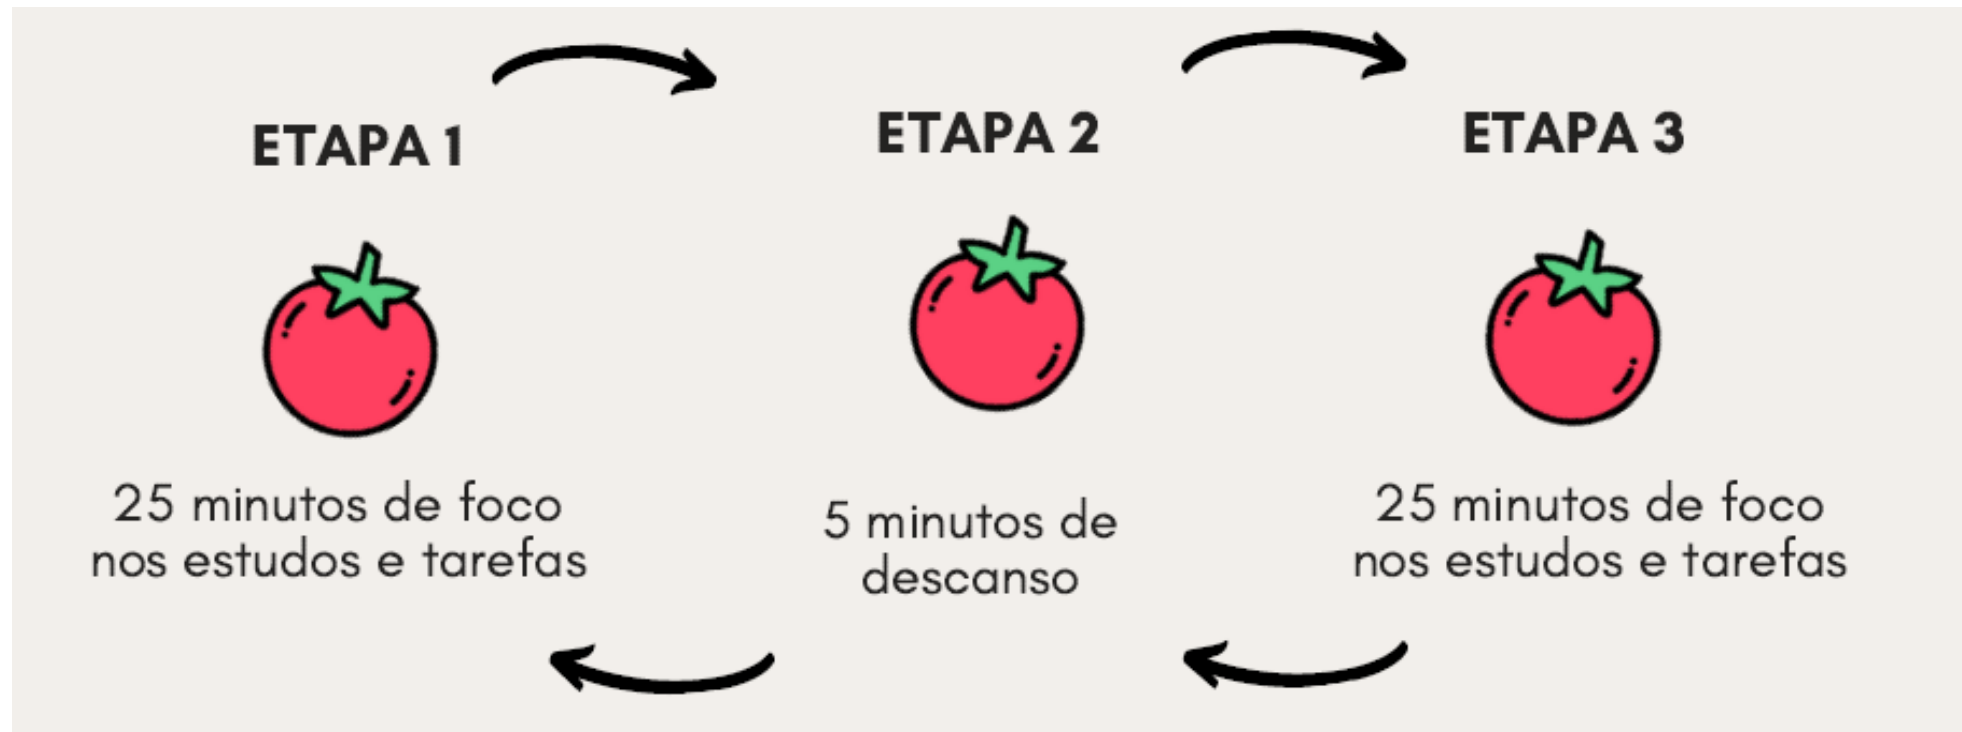 ETAPA 1
25 minutos de foco
nos estudos e tarefas
ETAPA 2
5 minutos de
descanso
ETAPA 3
25 minutos de foco
nos estudos e tarefas